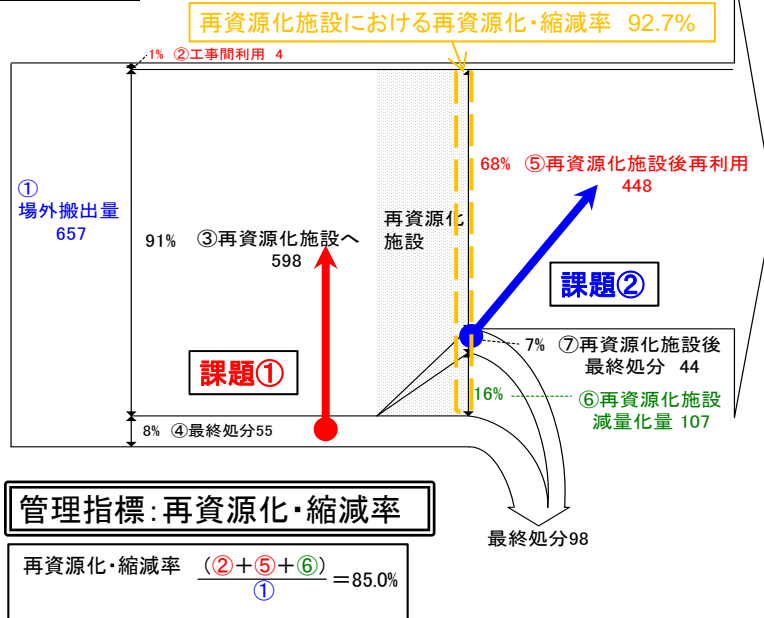 再資源化施設における再資源化・縮減率 92.7%
1% ②工事間利用 4
①
場外搬出量
657
91% ③再資源化施設へ
598
再資源化
施設
68% ⑤再資源化施設後再利用
448
課題①
課題②
7% ⑦再資源化施設後
最終処分 44
16% ⑥再資源化施設
減量化量 107
8% ④最終処分55
最終処分98
管理指標：再資源化・縮減率
再資源化・縮減率 (②+⑤+⑥)
①
＝85.0%